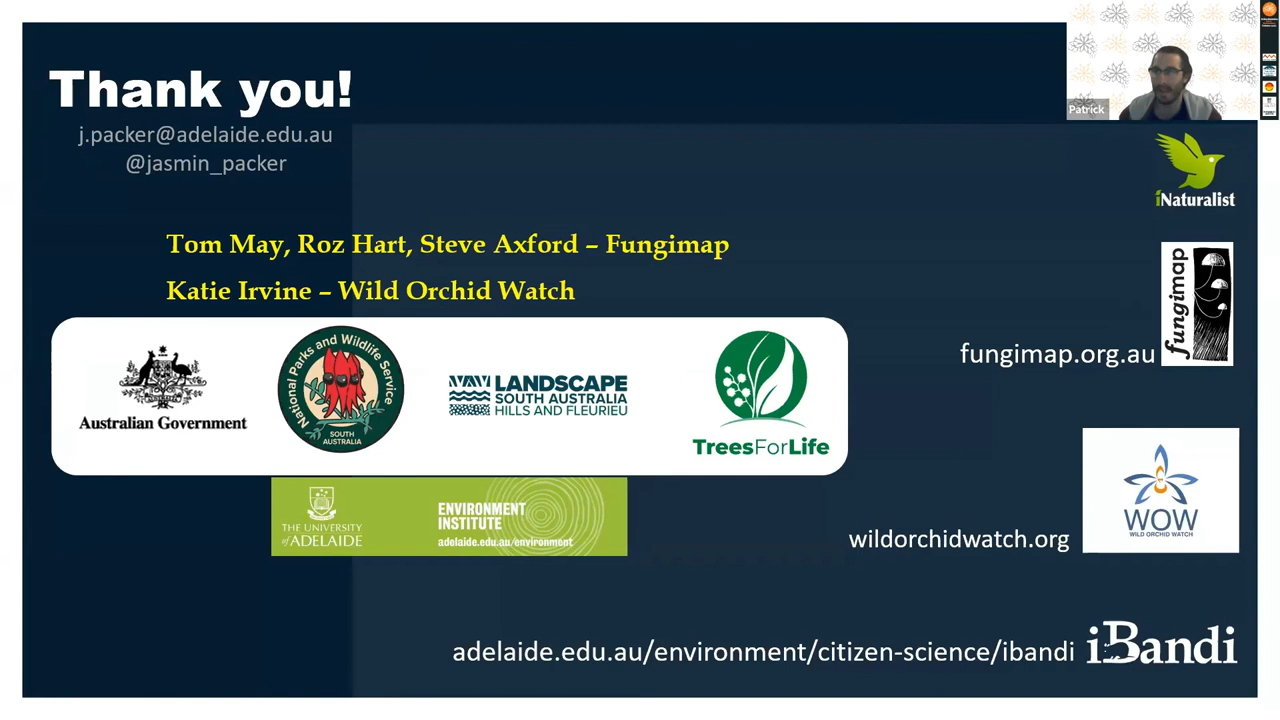 Thank you!
j.packer@adelaide.edu.au
@jasmin_packer
Patrick
iNaturalist
Tom May, Roz Hart, Steve Axford – Fungimap
Katie Irvine – Wild Orchid Watch
fungimap
fungimap.org.au
Australian Government
National Parks and Wildlife Service
SOUTH
AUSTRALIA
LANDSCAPE
SOUTH AUSTRALIA
HILLS AND FLEURIEU
TreesForLife
THE UNIVERSITY
of ADELAIDE
ENVIRONMENT
INSTITUTE
adelaide.edu.au/environment
WOW
WILD ORCHID WATCH
wildorchidwatch.org
adelaide.edu.au/environment/citizen-science/ibandi
iBandi